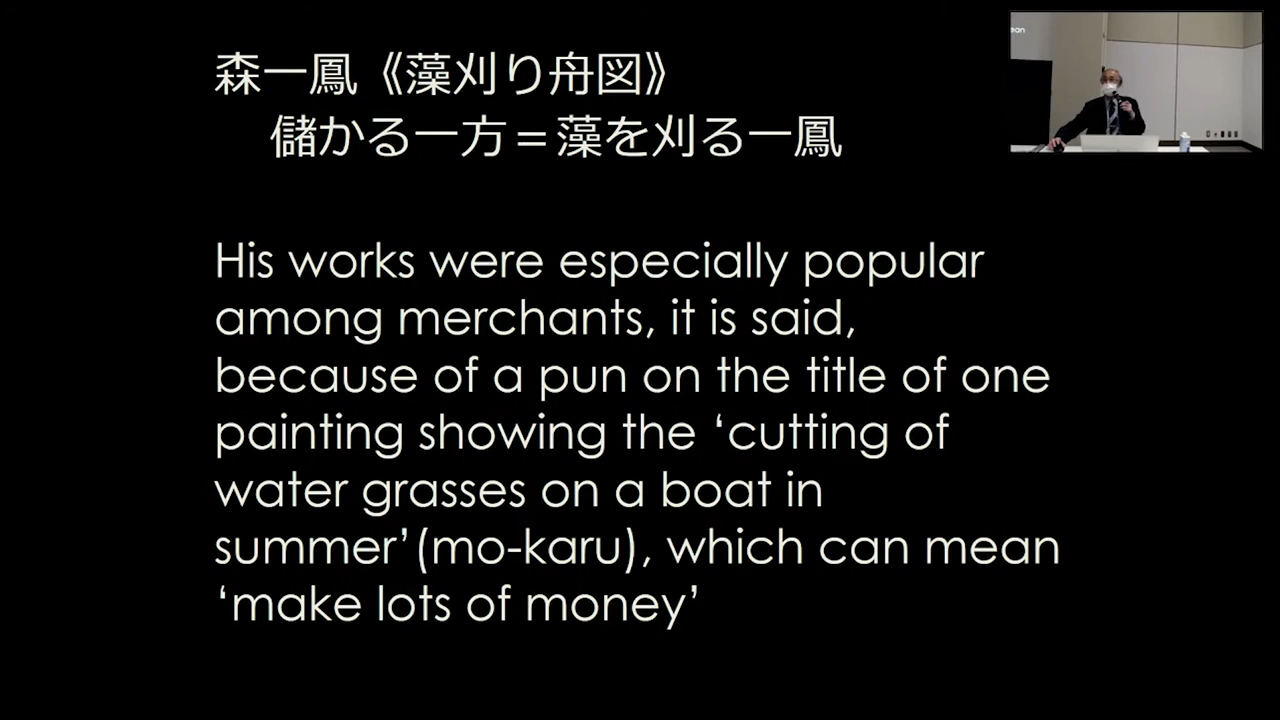 森一鳳《藻刈り舟図》
儲かる一方＝藻を刈る一鳳
His works were especially popular
among merchants, it is said,
because of a pun on the title of one
painting showing the ‘cutting of
water grasses on a boat in
summer’(mo-karu), which can mean
‘make lots of money’